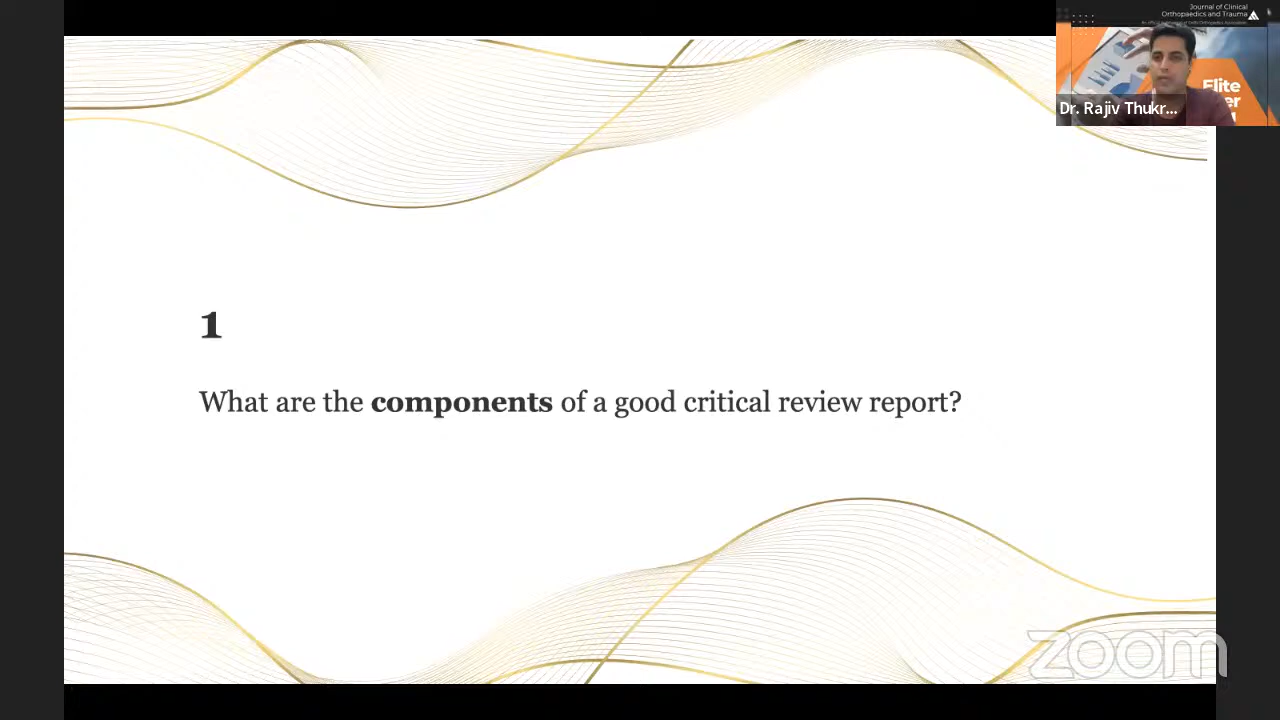 Journal of Clinical
Orthopaedics and Trauma
Elite
Dr. Rajiv Thukr...
1
What are the components of a good critical review report?
zoom